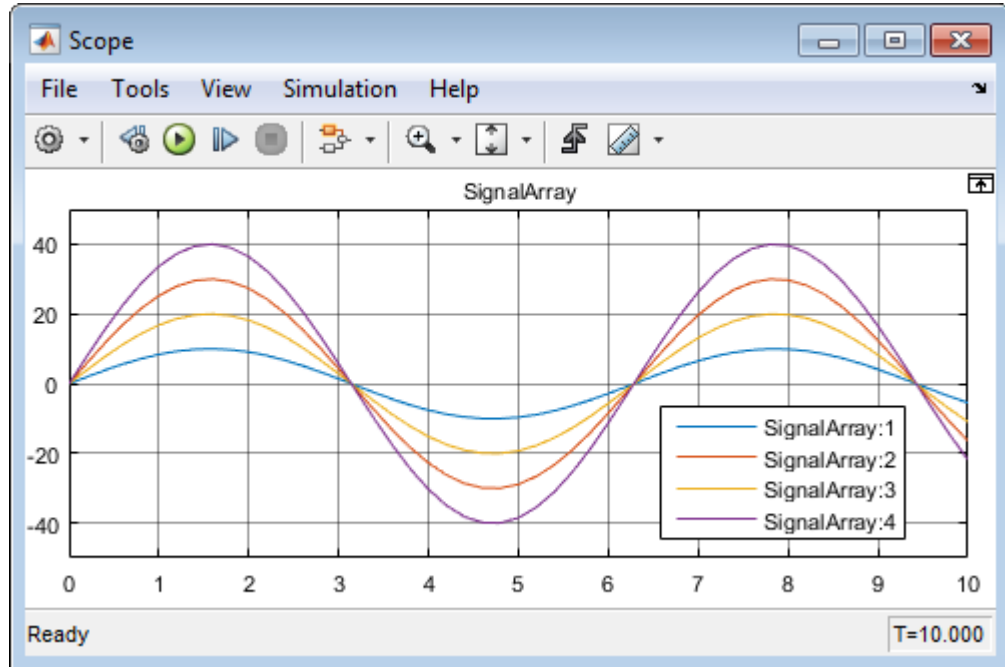 Scope
File Tools View Simulation Help
SignalArray
40
20
0
-20
-40
SignalArray:1
SignalArray:2
SignalArray:3
SignalArray:4
0 1 2 3 4 5 6 7 8 9 10
Ready T=10.000